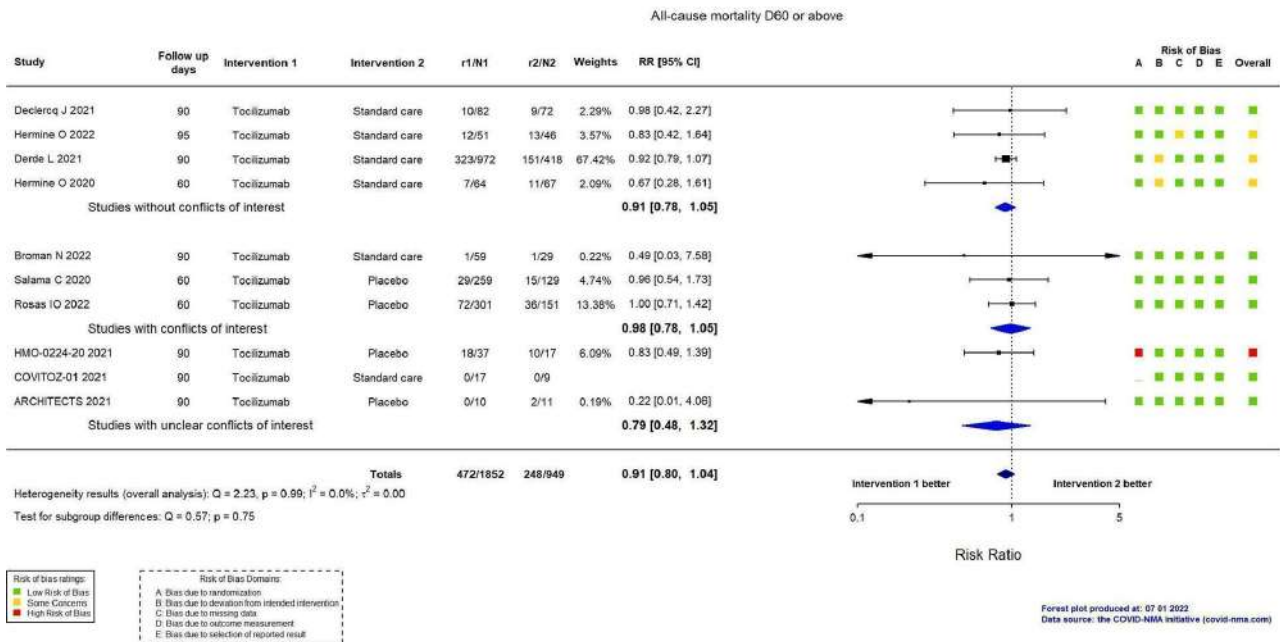 All-cause mortality D60 or above
Study Follow up days Intervention 1 Intervention 2 r1/N1 r2/N2 Weights RR [95% CI] Risk of Bias A B C D E Overall
Declercq J 2021 90 Tocilizumab Standard care 10/82 9/72 2.29% 0.98 [0.42, 2.27]
Hermine O 2022 95 Tocilizumab Standard care 12/51 13/46 3.57% 0.83 [0.42, 1.64]
Derde L 2021 90 Tocilizumab Standard care 323/972 151/418 67.42% 0.92 [0.79, 1.07]
Hermine O 2020 60 Tocilizumab Standard care 7/64 11/67 2.09% 0.67 [0.28, 1.61]
Studies without conflicts of interest 0.91 [0.78, 1.05]
Broman N 2022 90 Tocilizumab Standard care 1/59 1/29 0.22% 0.49 [0.03, 7.58]
Salama C 2020 60 Tocilizumab Placebo 29/259 15/129 4.74% 0.96 [0.54, 1.73]
Rosas IO 2022 60 Tocilizumab Placebo 72/301 36/151 13.38% 1.00 [0.71, 1.42]
Studies with conflicts of interest 0.98 [0.78, 1.05]
HMO-0224-20 2021 90 Tocilizumab Placebo 18/37 10/17 6.09% 0.83 [0.49, 1.39]
COVITOZ-01 2021 90 Tocilizumab Standard care 0/17 0/9
ARCHITECTS 2021 90 Tocilizumab Placebo 0/10 2/11 0.19% 0.22 [0.01, 4.08]
Studies with unclear conflicts of interest 0.79 [0.48, 1.32]
Totals 472/1852 248/949 0.91 [0.80, 1.04]
Heterogeneity results (overall analysis): Q = 2.23, p = 0.99; I² = 0.0%; τ² = 0.00
Test for subgroup differences: Q = 0.57; p = 0.75
Intervention 1 better Intervention 2 better
0.1 1 5
Risk Ratio
Risk of bias ratings:
Low Risk of Bias
Some Concerns
High Risk of Bias
Risk of Bias Domains:
A: Bias due to randomization
B: Bias due to deviation from intended intervention
C: Bias due to missing data
D: Bias due to outcome measurement
E: Bias due to selection of reported result
Forest plot produced at: 07 01 2022
Data source: the COVID-NMA initiative (covid-nma.com)